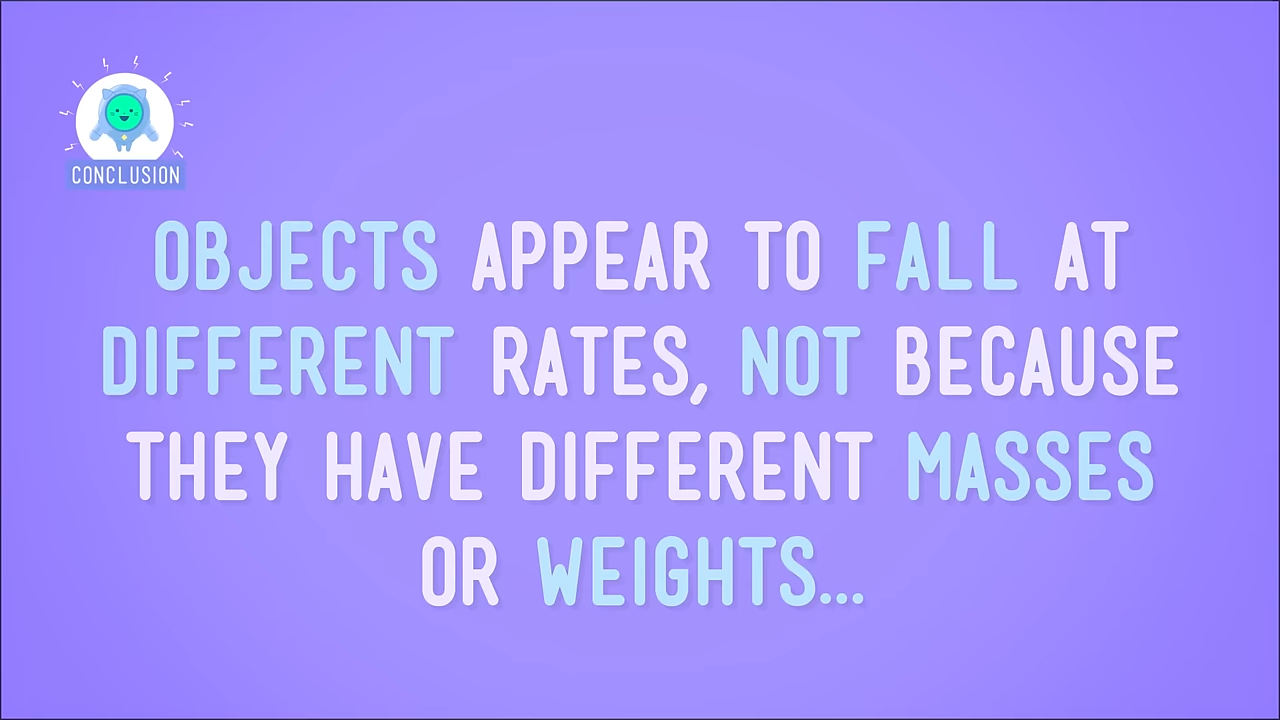 CONCLUSION
OBJECTS APPEAR TO FALL AT
DIFFERENT RATES, NOT BECAUSE
THEY HAVE DIFFERENT MASSES
OR WEIGHTS...